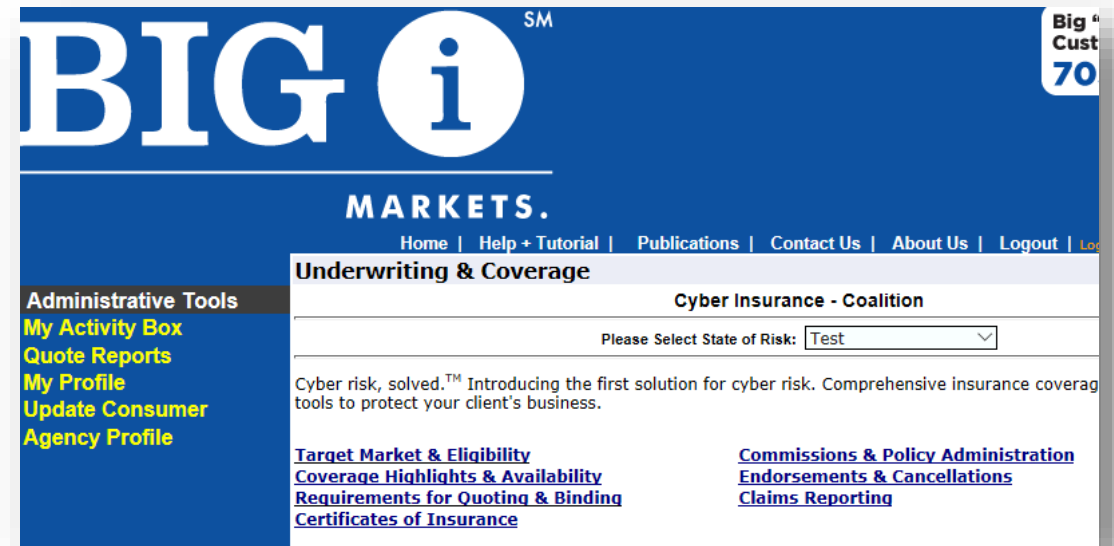 BIG i SM
MARKETS.
Big “
Cust
70
Home | Help + Tutorial | Publications | Contact Us | About Us | Logout |
Underwriting & Coverage
Administrative Tools
My Activity Box
Quote Reports
My Profile
Update Consumer
Agency Profile
Cyber Insurance - Coalition
Please Select State of Risk: Test
Cyber risk, solved.™ Introducing the first solution for cyber risk. Comprehensive insurance coverag
tools to protect your client's business.
Target Market & Eligibility
Coverage Highlights & Availability
Requirements for Quoting & Binding
Certificates of Insurance
Commissions & Policy Administration
Endorsements & Cancellations
Claims Reporting